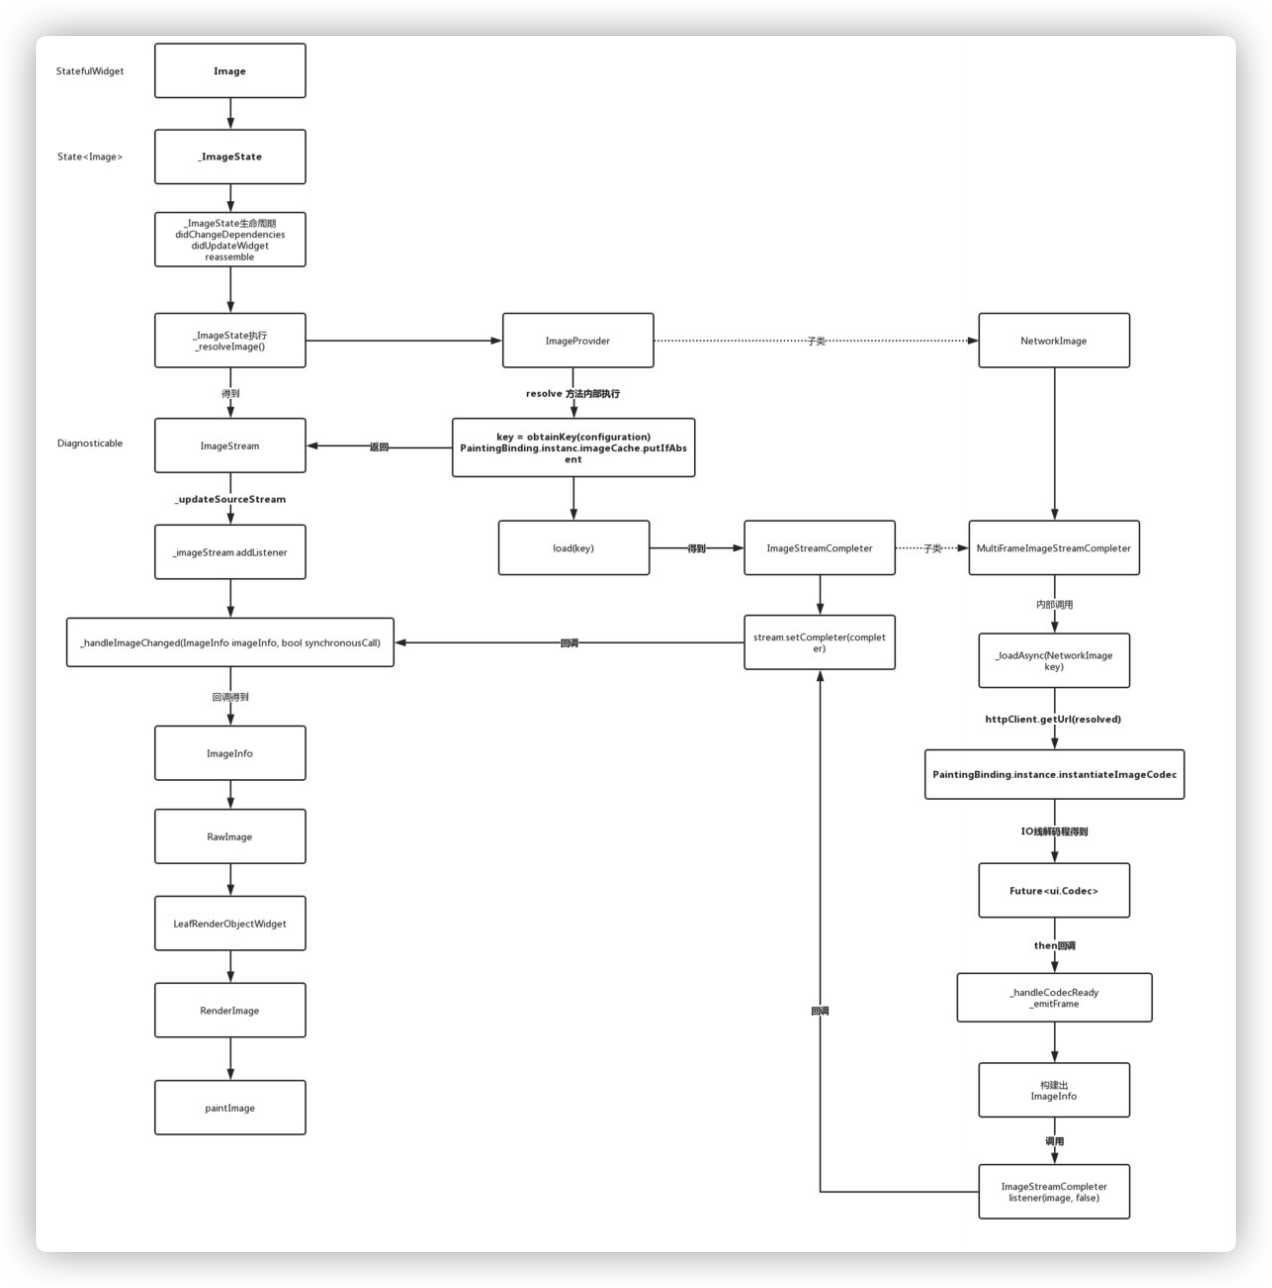 StatefulWidget
Image
State<Image>
_ImageState
_ImageState生命周期
didChangeDependencies
didUpdateWidget
reassemble
_ImageState执行
_resolveImage()
ImageProvider
子类
NetworkImage
得到
resolve 方法内部执行
Diagnosticable
ImageStream
返回
key = obtainKey(configuration)
PaintingBinding.instanc.imageCache.putIfAbs
ent
_updateSourceStream
_imageStream.addListener
load(key)
得到
ImageStreamCompleter
子类
MultiFrameImageStreamCompleter
内部调用
_handleImageChanged(ImageInfo imageInfo, bool synchronousCall)
回调
stream.setCompleter(complet
er)
_loadAsync(NetworkImage
key)
回调得到
httpClient.getUrl(resolved)
ImageInfo
PaintingBinding.instance.instantiateImageCodec
RawImage
IO线解码程得到
Future<ui.Codec>
LeafRenderObjectWidget
then回调
_handleCodecReady
_emitFrame
RenderImage
回调
构建出
ImageInfo
paintImage
调用
ImageStreamCompleter
listener(image, false)